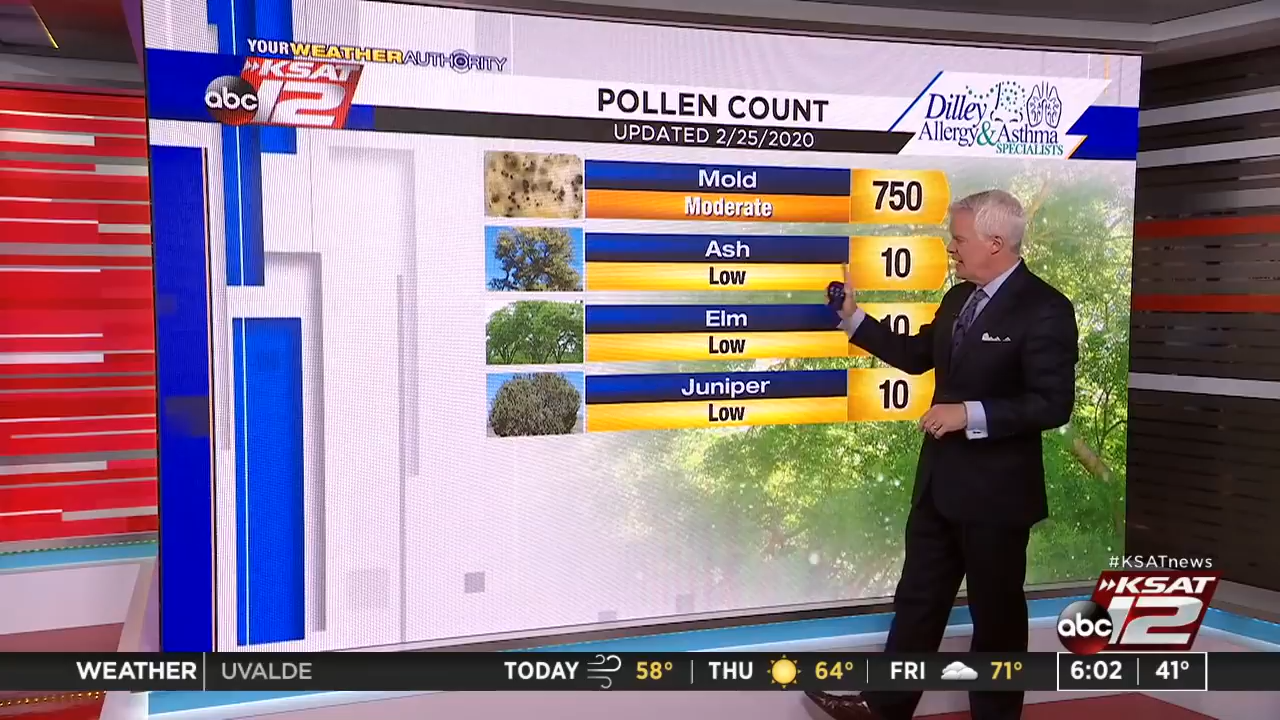 YOUR WEATHER AUTHORITY
abc KSAT 12
POLLEN COUNT
UPDATED 2/25/2020
Dilley
Allergy & Asthma
SPECIALISTS
Mold
Moderate
750
Ash
Low
10
Elm
Low
10
Juniper
Low
10
#KSATnews
abc KSAT 12
WEATHER UVALDE TODAY 58° THU 64° FRI 71° 6:02 41°